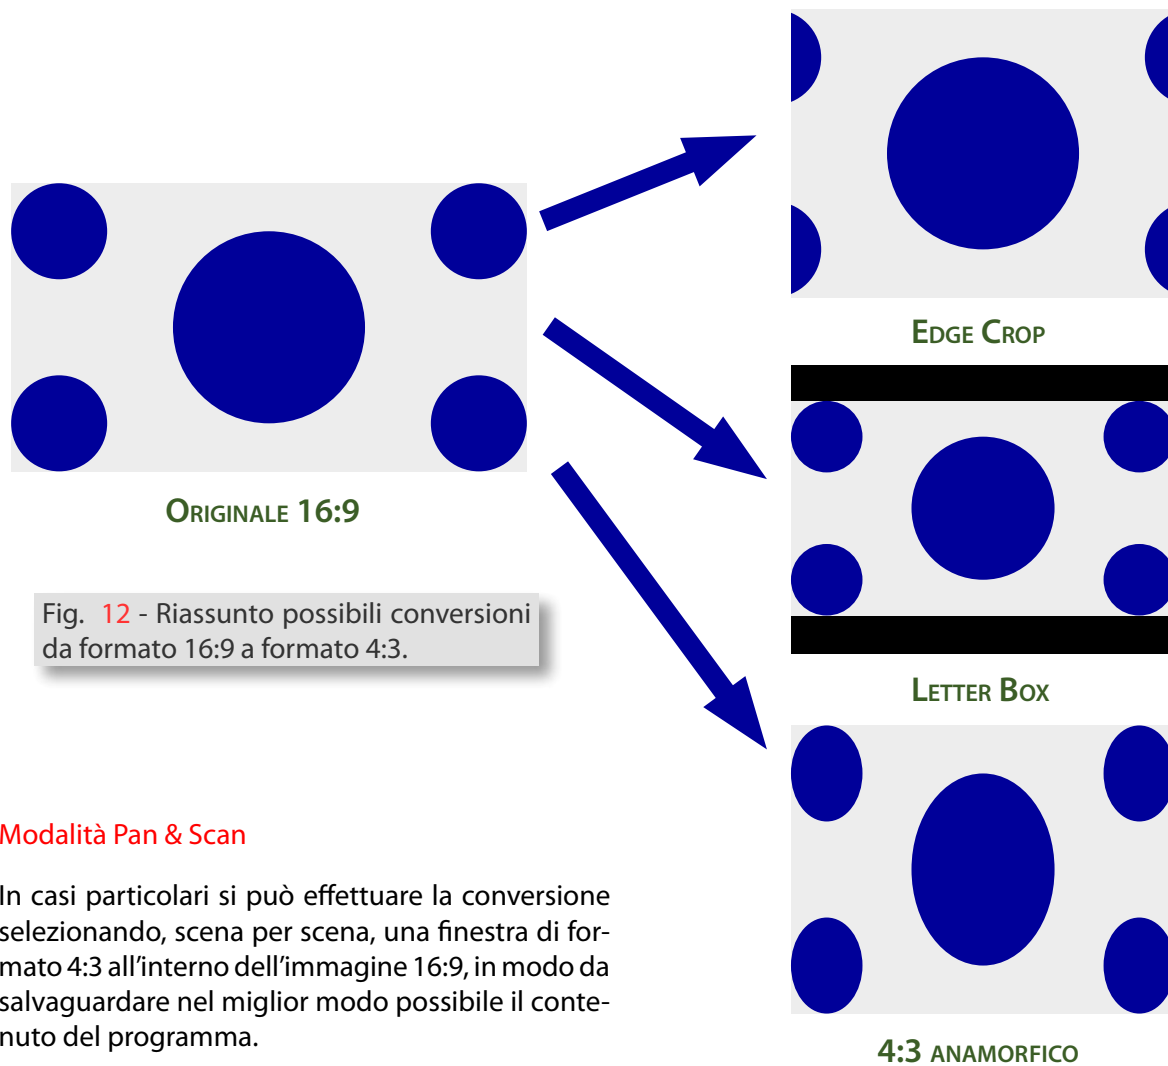 Edge Crop
Originale 16:9
Fig. 12 - Riassunto possibili conversioni
da formato 16:9 a formato 4:3.
Letter Box
Modalità Pan & Scan
In casi particolari si può effettuare la conversione
selezionando, scena per scena, una finestra di for-
mato 4:3 all’interno dell’immagine 16:9, in modo da
salvaguardare nel miglior modo possibile il conte-
nuto del programma.
4:3 anamorfico